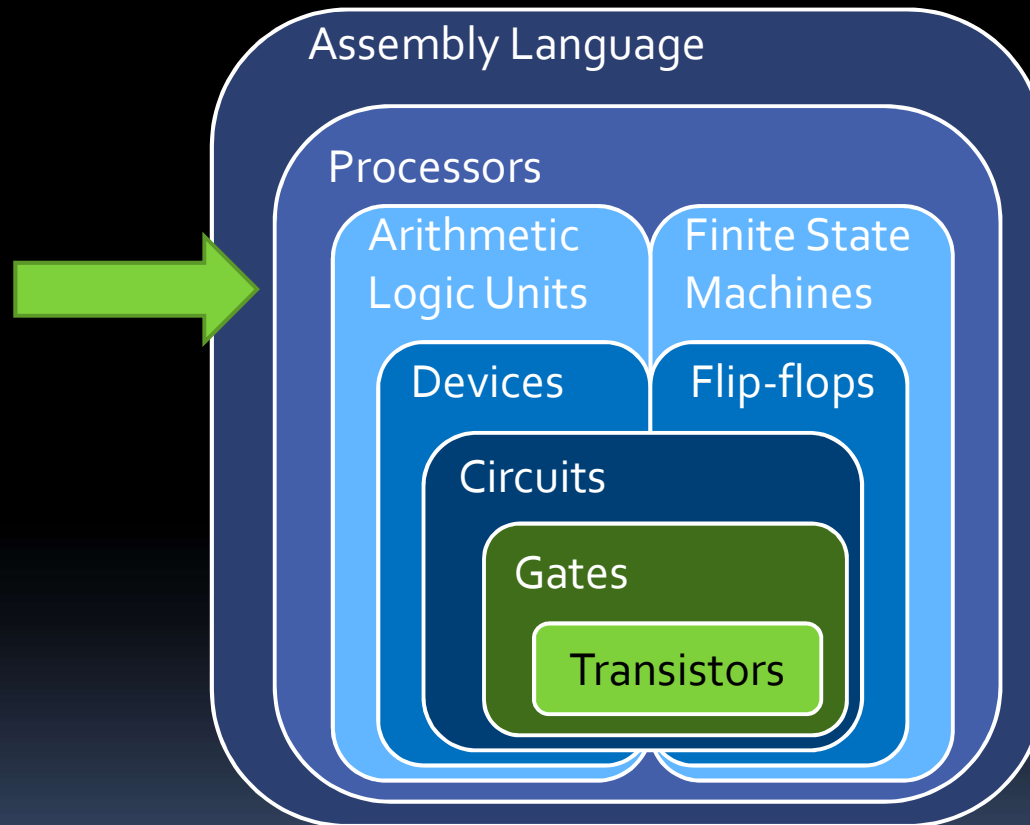 Assembly Language
Processors
Arithmetic
Logic Units
Finite State
Machines
Devices
Flip-flops
Circuits
Gates
Transistors